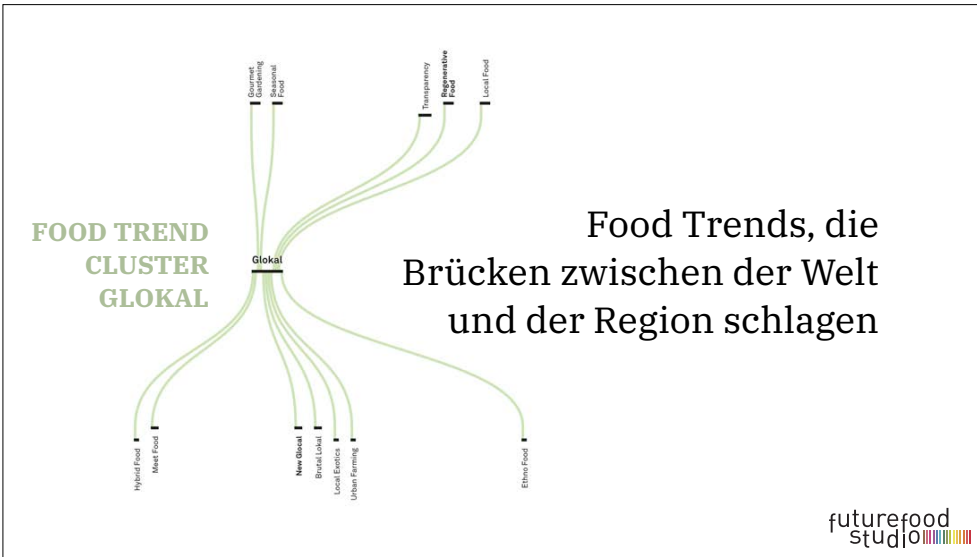 Gourmet
Gardening
Seasonal
Food
Transparency
Regenerative
Food
Local Food
FOOD TREND
CLUSTER
GLOKAL
Glokal
Food Trends, die
Brücken zwischen der Welt
und der Region schlagen
Hybrid Food
Meet Food
New Glocal
Brutal Lokal
Local Exotics
Urban Farming
Ethno Food
futurefood
studio